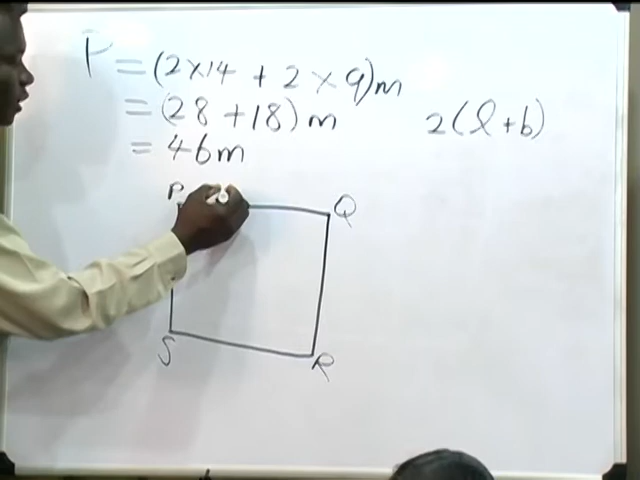 P = (2 × 14 + 2 × 9)m
= (28 + 18) m
= 46m
2(l + b)
P
Q
S
R